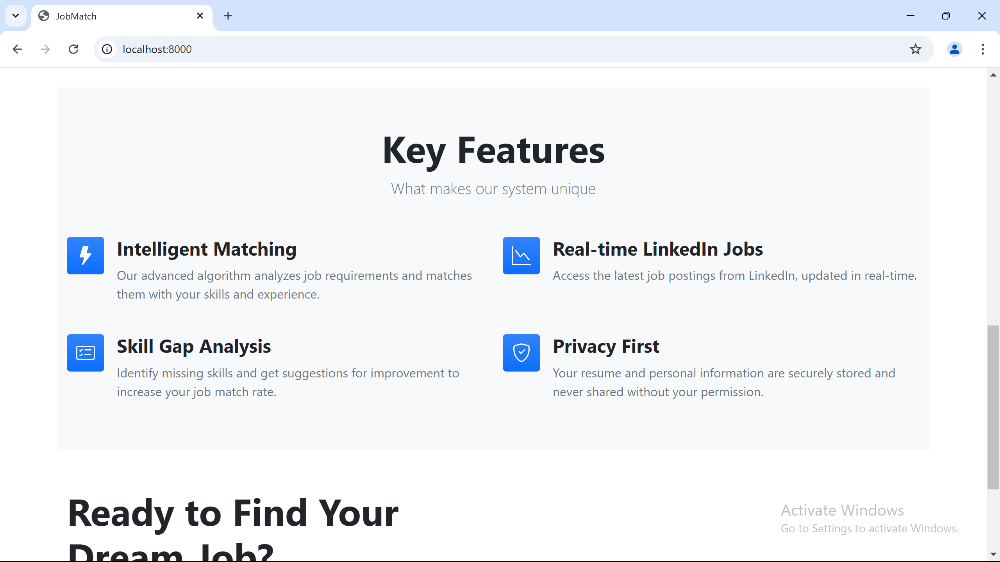 JobMatch
localhost:8000
Key Features
What makes our system unique
Intelligent Matching
Our advanced algorithm analyzes job requirements and matches
them with your skills and experience.
Real-time LinkedIn Jobs
Access the latest job postings from LinkedIn, updated in real-time.
Skill Gap Analysis
Identify missing skills and get suggestions for improvement to
increase your job match rate.
Privacy First
Your resume and personal information are securely stored and
never shared without your permission.
Ready to Find Your
Dream Job?
Activate Windows
Go to Settings to activate Windows.